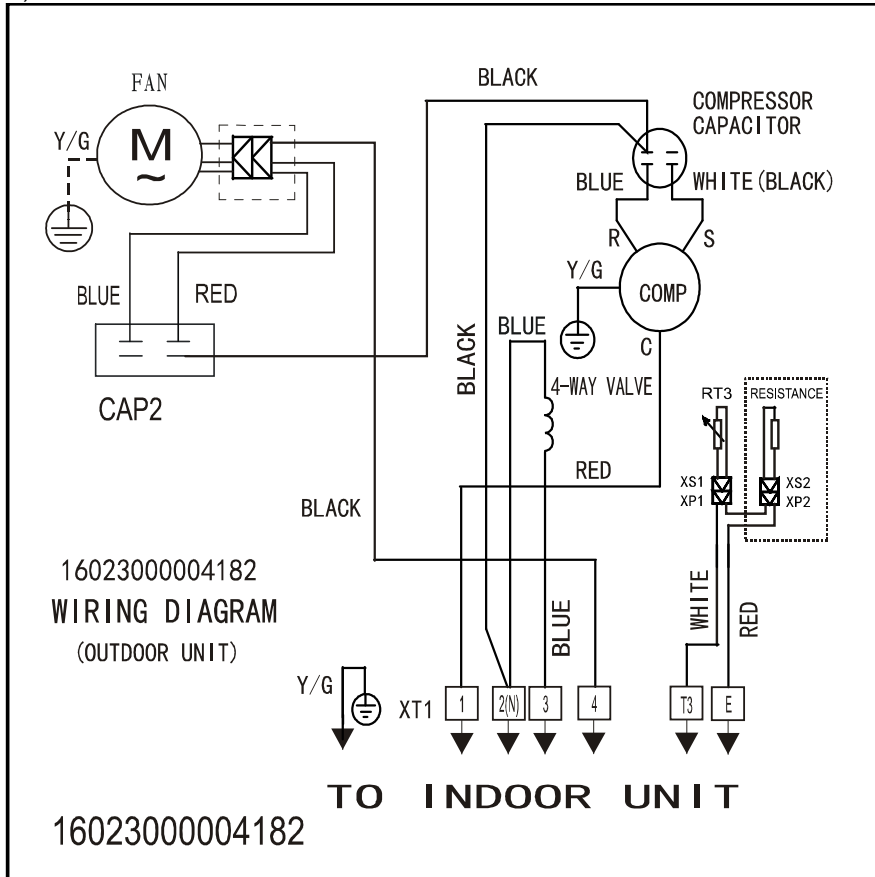 FAN
M
~
Y/G
BLACK
COMPRESSOR
CAPACITOR
BLUE
WHITE(BLACK)
R
S
Y/G
COMP
C
BLUE
RED
CAP2
BLACK
BLUE
4-WAY VALVE
RED
RT3
RESISTANCE
XS1
XP1
XS2
XP2
BLACK
16023000004182
WIRING DIAGRAM
(OUTDOOR UNIT)
BLUE
WHITE
RED
Y/G
XT1
1
2(N)
3
4
T3
E
TO INDOOR UNIT
16023000004182